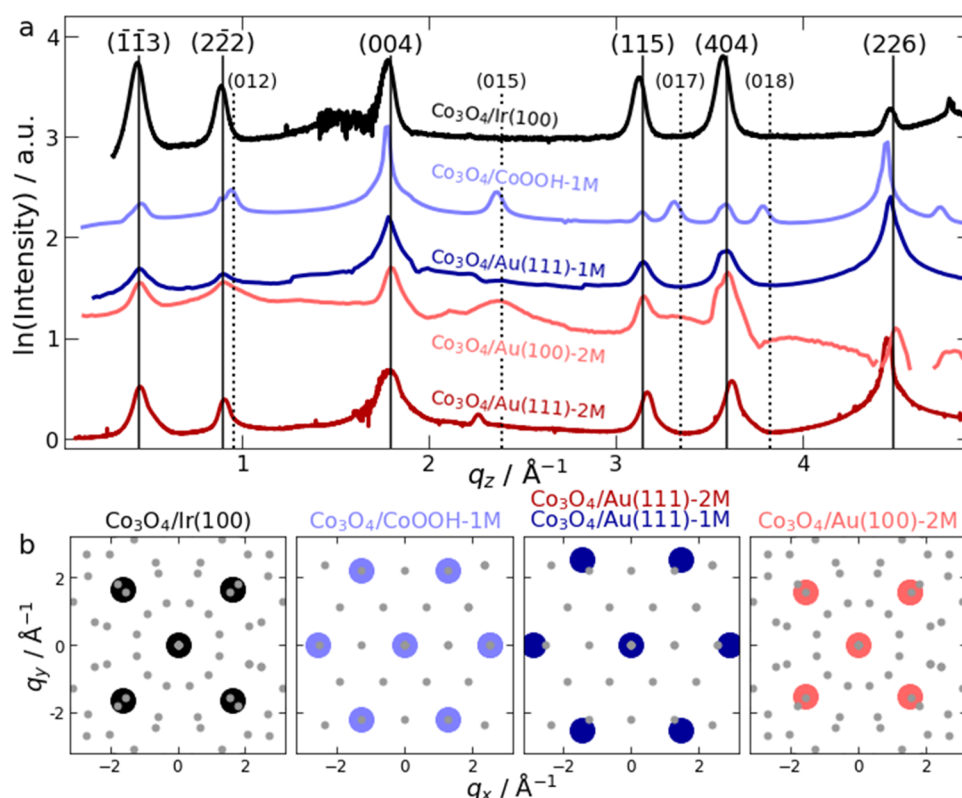 a
(1̄1̄3) (22̄2) (004) (115) (404) (226)
(012) (015) (017) (018)
Co₃O₄/Ir(100)
Co₃O₄/CoOOH-1M
Co₃O₄/Au(111)-1M
Co₃O₄/Au(100)-2M
Co₃O₄/Au(111)-2M
ln(Intensity) / a.u.
4
3
2
1
0
1 2 3 4
q_z / Å⁻¹
b
Co₃O₄/Ir(100)
Co₃O₄/CoOOH-1M
Co₃O₄/Au(111)-2M
Co₃O₄/Au(111)-1M
Co₃O₄/Au(100)-2M
q_y / Å⁻¹
2
0
-2
−2 0 2 −2 0 2 −2 0 2 −2 0 2
q_x / Å⁻¹